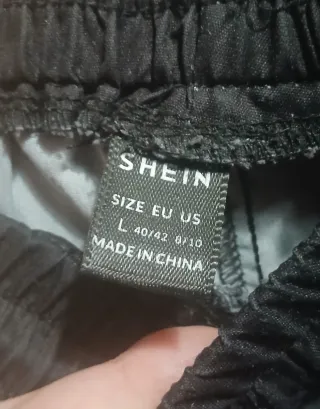 SHEIN
SIZE EU US
L 40/42 8/10
MADE IN CHINA